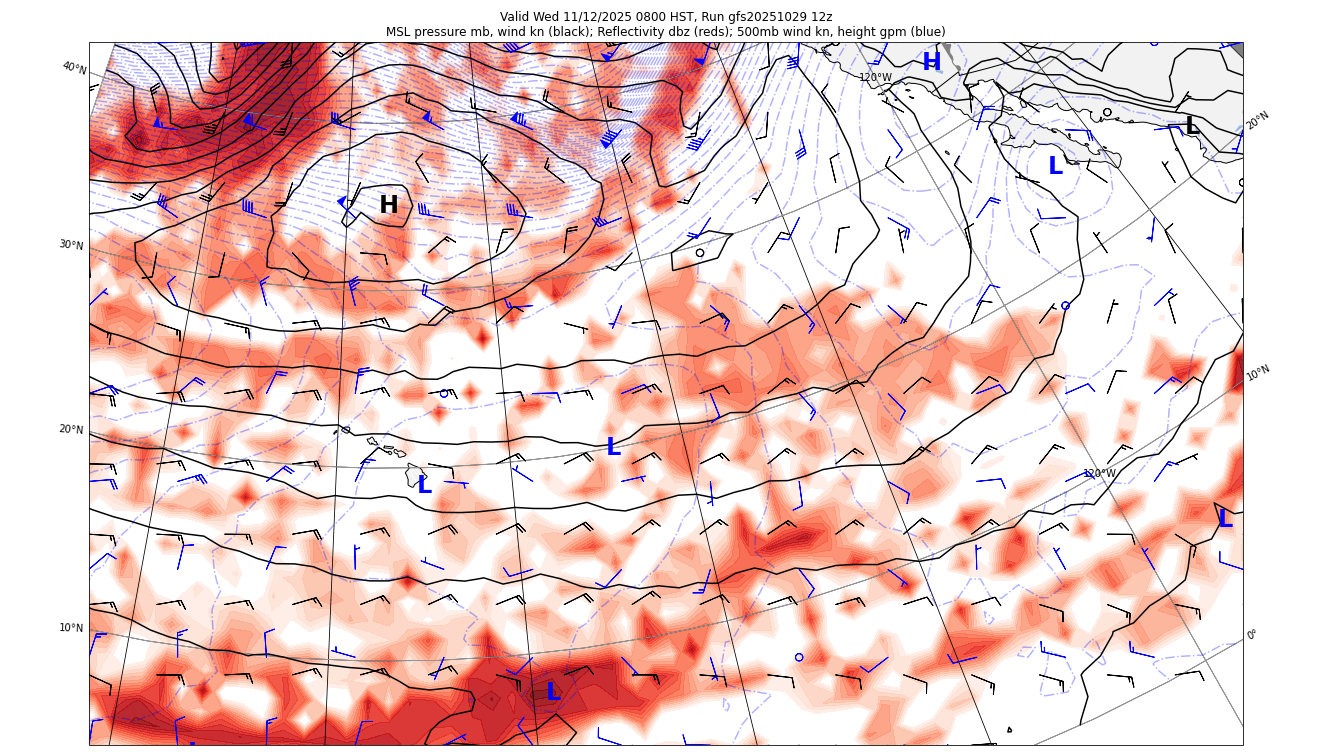 Valid Wed 11/12/2025 0800 HST, Run gfs20251029 12z
MSL pressure mb, wind kn (black); Reflectivity dbz (reds); 500mb wind kn, height gpm (blue)
40°N
H
120°W
L
20°N
L
H
30°N
10°N
20°N
L
120°W
L
L
10°N
0°
L